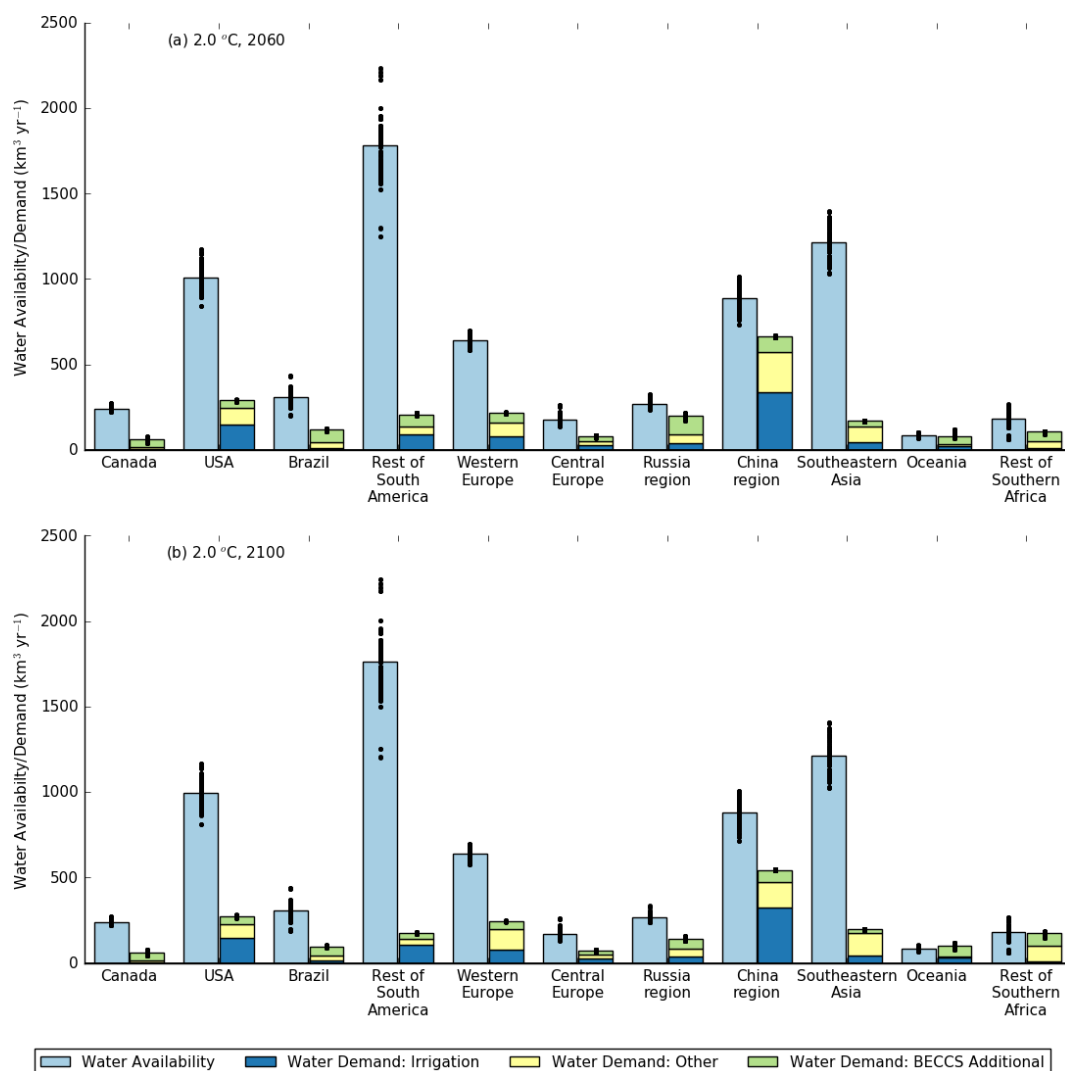 (a) 2.0 °C, 2060
Water Availabilty/Demand (km³ yr⁻¹)
2500
2000
1500
1000
500
0
Canada
USA
Brazil
Rest of
South
America
Western
Europe
Central
Europe
Russia
region
China
region
Southeastern
Asia
Oceania
Rest of
Southern
Africa
(b) 2.0 °C, 2100
Water Availabilty/Demand (km³ yr⁻¹)
2500
2000
1500
1000
500
0
Canada
USA
Brazil
Rest of
South
America
Western
Europe
Central
Europe
Russia
region
China
region
Southeastern
Asia
Oceania
Rest of
Southern
Africa
Water Availability
Water Demand: Irrigation
Water Demand: Other
Water Demand: BECCS Additional